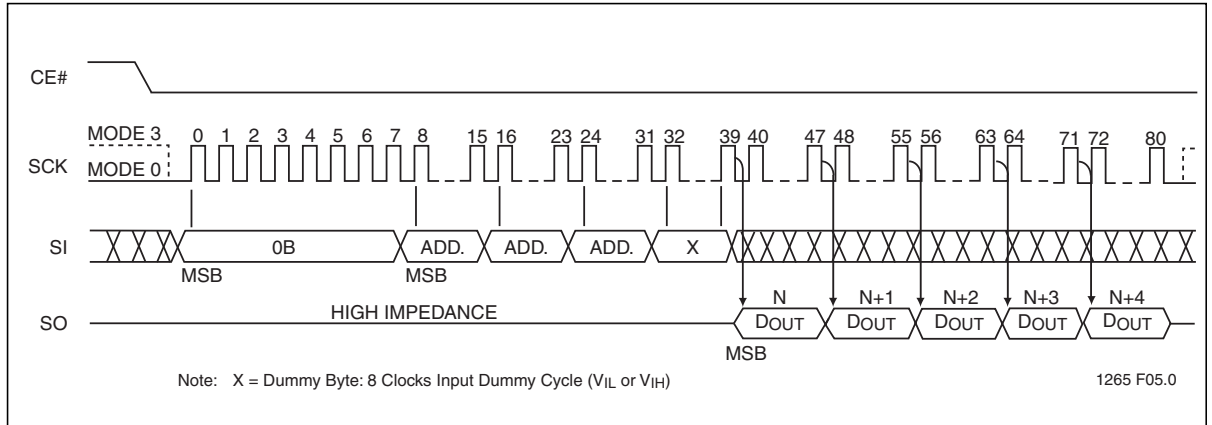 CE#
MODE 3
0 1 2 3 4 5 6 7 8 15 16 23 24 31 32 39 40 47 48 55 56 63 64 71 72 80
SCK
MODE 0
SI
0B ADD. ADD. ADD. X
MSB MSB
N N+1 N+2 N+3 N+4
SO
HIGH IMPEDANCE
DOUT DOUT DOUT DOUT DOUT
MSB
Note: X = Dummy Byte: 8 Clocks Input Dummy Cycle (VIL or VIH)
1265 F05.0